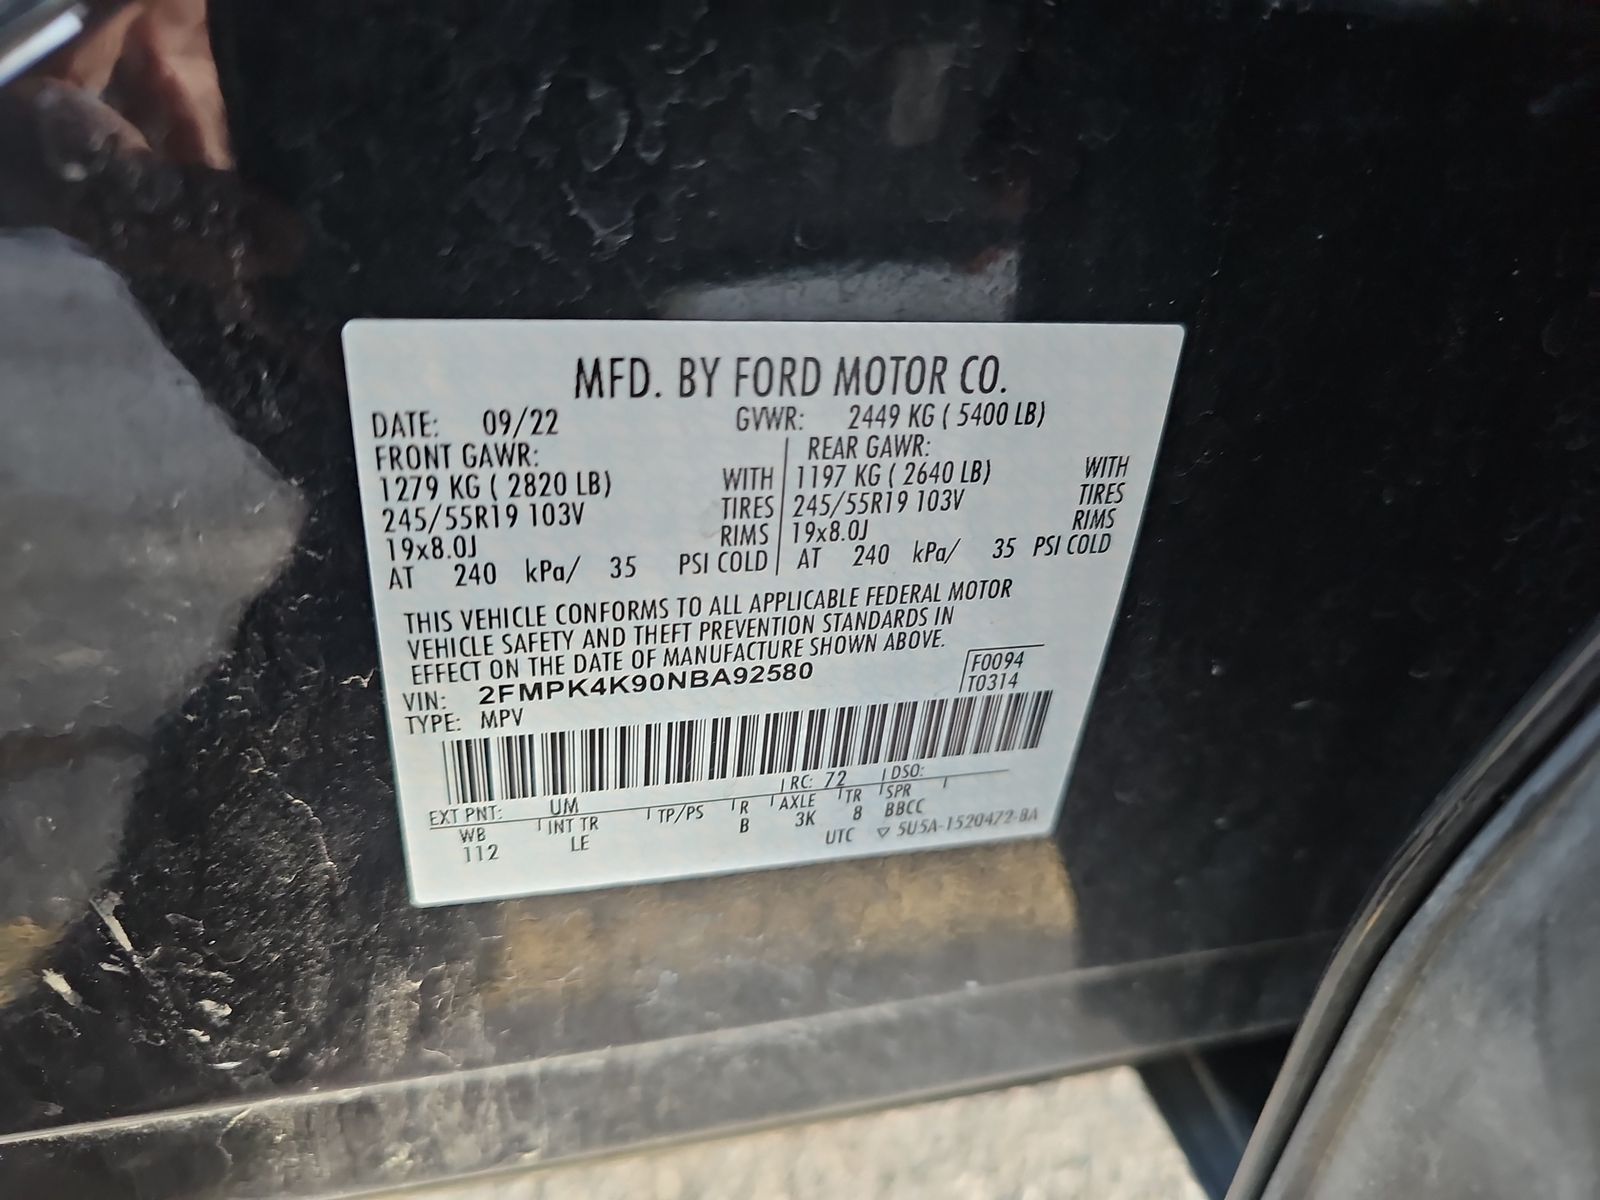 MFD. BY FORD MOTOR CO.
DATE: 09/22 GVWR: 2449 KG ( 5400 LB)
FRONT GAWR: REAR GAWR:
1279 KG ( 2820 LB) WITH 1197 KG ( 2640 LB) WITH
245/55R19 103V TIRES 245/55R19 103V TIRES
19x8.0J RIMS 19x8.0J RIMS
AT 240 kPa/ 35 PSI COLD AT 240 kPa/ 35 PSI COLD
THIS VEHICLE CONFORMS TO ALL APPLICABLE FEDERAL MOTOR
VEHICLE SAFETY AND THEFT PREVENTION STANDARDS IN
EFFECT ON THE DATE OF MANUFACTURE SHOWN ABOVE.
VIN: 2FMPK4K90NBA92580 F0094
TYPE: MPV T0314
EXT PNT: UM RC: 72 DSO:
WB INT TR TP/PS R AXLE TR SPR
112 LE B 3K 8 BBCC
UTC ▽ 5U5A-1520472-BA